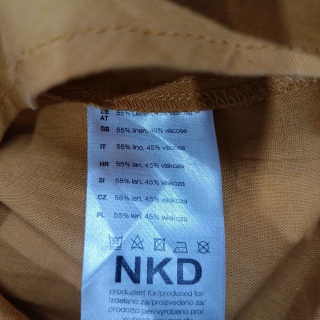 DE
AT 55% Leinen, 45% Viskose
GB 55% linen, 45% viscose
IT 55% lino, 45% viscosa
HR 55% lan, 45% viskoza
SI 55% lan, 45% viskoza
CZ 55% len, 45% viskoza
PL 55% len, 45% wiskoza
NKD
produziert für/produced for/
izdelano za/proizvedeno za/
prodotto per/vyrobeno pro/